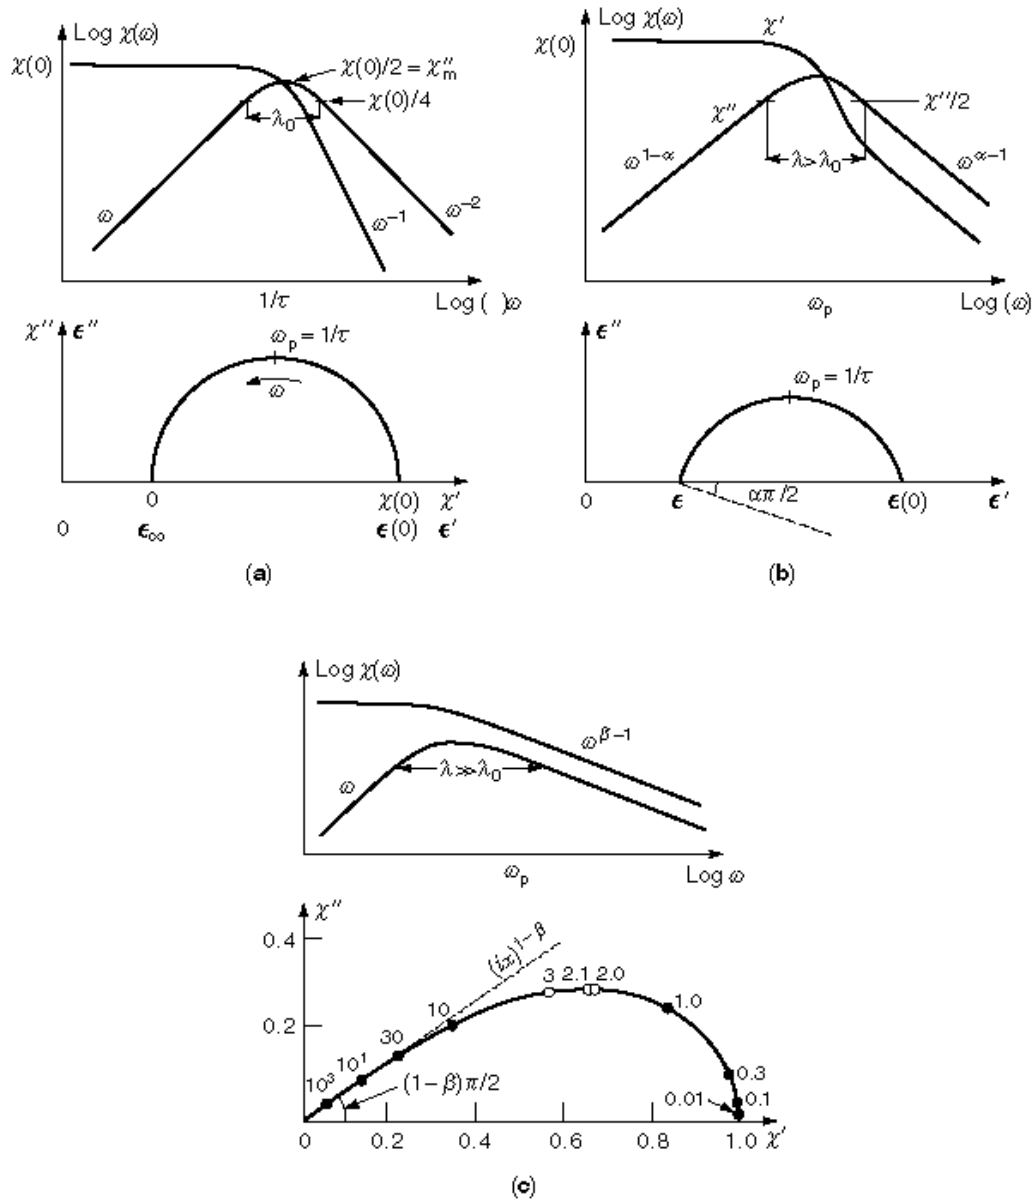 Log χ(ω)
χ(0)
χ(0)/2 = χ″m
χ(0)/4
λ0
ω
ω−1
ω−2
1/τ
Log ( )ω
χ″
ϵ″
ωp = 1/τ
ω
0
χ(0)
χ′
0
ϵ∞
ϵ(0)
ϵ′
(a)
Log χ(ω)
χ(0)
χ′
χ″
χ″/2
ω1−α
λ>λ0
ωα−1
ωp
Log (ω)
ϵ″
ωp = 1/τ
απ/2
0
ϵ
ϵ(0)
ϵ′
(b)
Log χ(ω)
ωβ−1
ω
λ≫λ0
ωp
Log ω
χ″
0.4
0.2
(ix)1−β
3
2.1
2.0
10
1.0
30
10¹
10³
(1−β)π/2
0.3
0.01
0.1
0
0.2
0.4
0.6
0.8
1.0
χ′
(c)